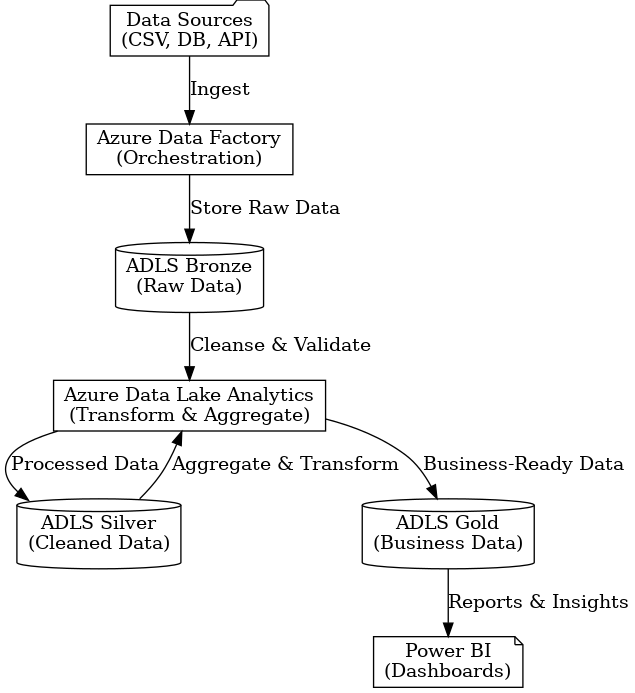 Data Sources
(CSV, DB, API)
Ingest
Azure Data Factory
(Orchestration)
Store Raw Data
ADLS Bronze
(Raw Data)
Cleanse & Validate
Azure Data Lake Analytics
(Transform & Aggregate)
Processed Data
Aggregate & Transform
Business-Ready Data
ADLS Silver
(Cleaned Data)
ADLS Gold
(Business Data)
Reports & Insights
Power BI
(Dashboards)